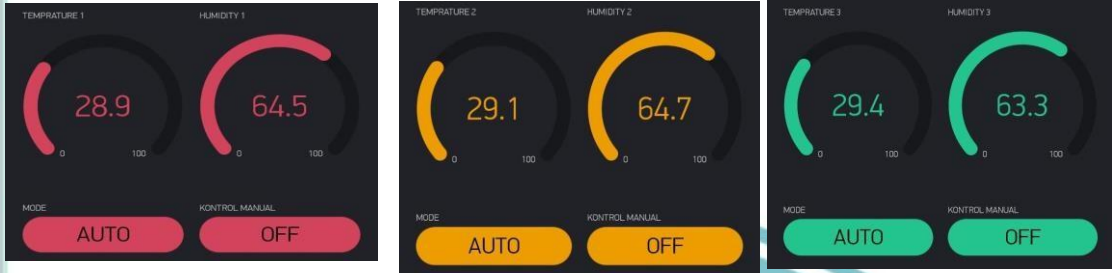 TEMPRATURE 1 HUMIDITY 1
28.9 64.5
0 100 0 100
MODE KONTROL MANUAL
AUTO OFF
TEMPRATURE 2 HUMIDITY 2
29.1 64.7
0 100 0 100
MODE KONTROL MANUAL
AUTO OFF
TEMPRATURE 3 HUMIDITY 3
29.4 63.3
0 100 0 100
MODE KONTROL MANUAL
AUTO OFF